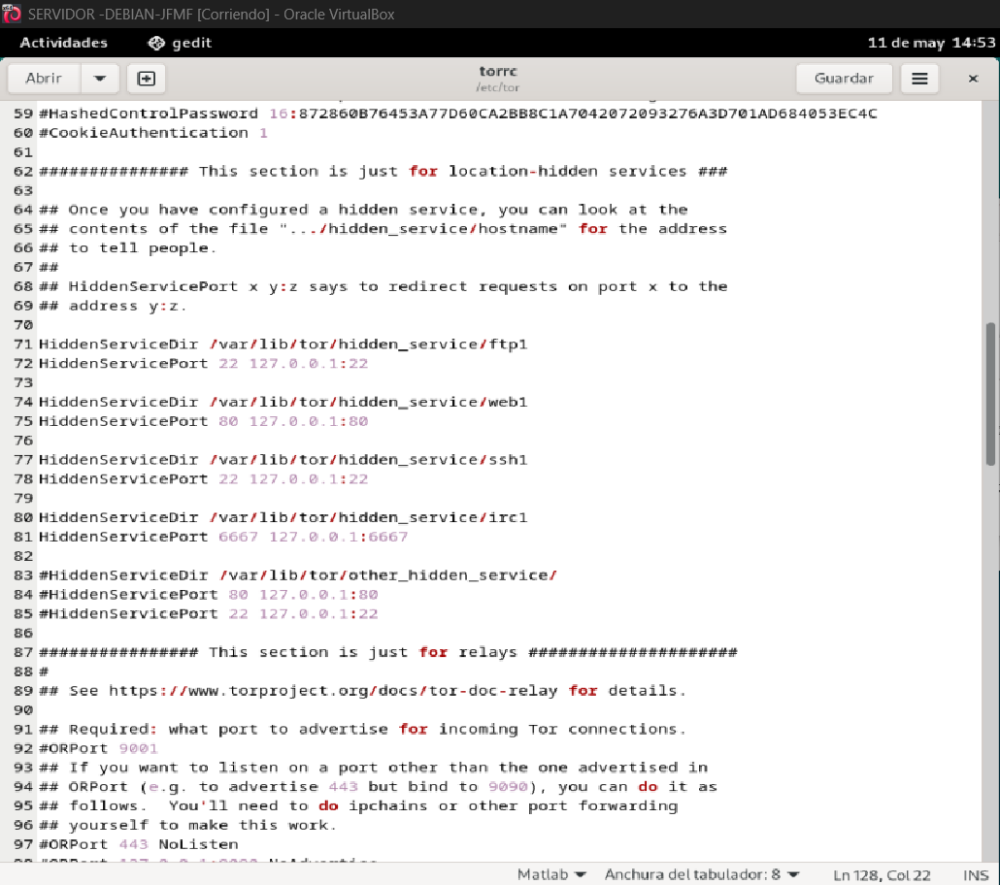 SERVIDOR -DEBIAN-JFMF [Corriendo] - Oracle VirtualBox
Actividades gedit 11 de may 14:53
Abrir torrc Guardar
/etc/tor
59 #HashedControlPassword 16:872860B76453A77D60CA2BB8C1A7042072093276A3D701AD684053EC4C
60 #CookieAuthentication 1
61
62 ############### This section is just for location-hidden services ###
63
64 ## Once you have configured a hidden service, you can look at the
65 ## contents of the file ".../hidden_service/hostname" for the address
66 ## to tell people.
67 ##
68 ## HiddenServicePort x y:z says to redirect requests on port x to the
69 ## address y:z.
70
71 HiddenServiceDir /var/lib/tor/hidden_service/ftp1
72 HiddenServicePort 22 127.0.0.1:22
73
74 HiddenServiceDir /var/lib/tor/hidden_service/web1
75 HiddenServicePort 80 127.0.0.1:80
76
77 HiddenServiceDir /var/lib/tor/hidden_service/ssh1
78 HiddenServicePort 22 127.0.0.1:22
79
80 HiddenServiceDir /var/lib/tor/hidden_service/irc1
81 HiddenServicePort 6667 127.0.0.1:6667
82
83 #HiddenServiceDir /var/lib/tor/other_hidden_service/
84 #HiddenServicePort 80 127.0.0.1:80
85 #HiddenServicePort 22 127.0.0.1:22
86
87 ################ This section is just for relays #####################
88 #
89 ## See https://www.torproject.org/docs/tor-doc-relay for details.
90
91 ## Required: what port to advertise for incoming Tor connections.
92 #ORPort 9001
93 ## If you want to listen on a port other than the one advertised in
94 ## ORPort (e.g. to advertise 443 but bind to 9090), you can do it as
95 ## follows.  You'll need to do ipchains or other port forwarding
96 ## yourself to make this work.
97 #ORPort 443 NoListen
Matlab Anchura del tabulador: 8 Ln 128, Col 22 INS